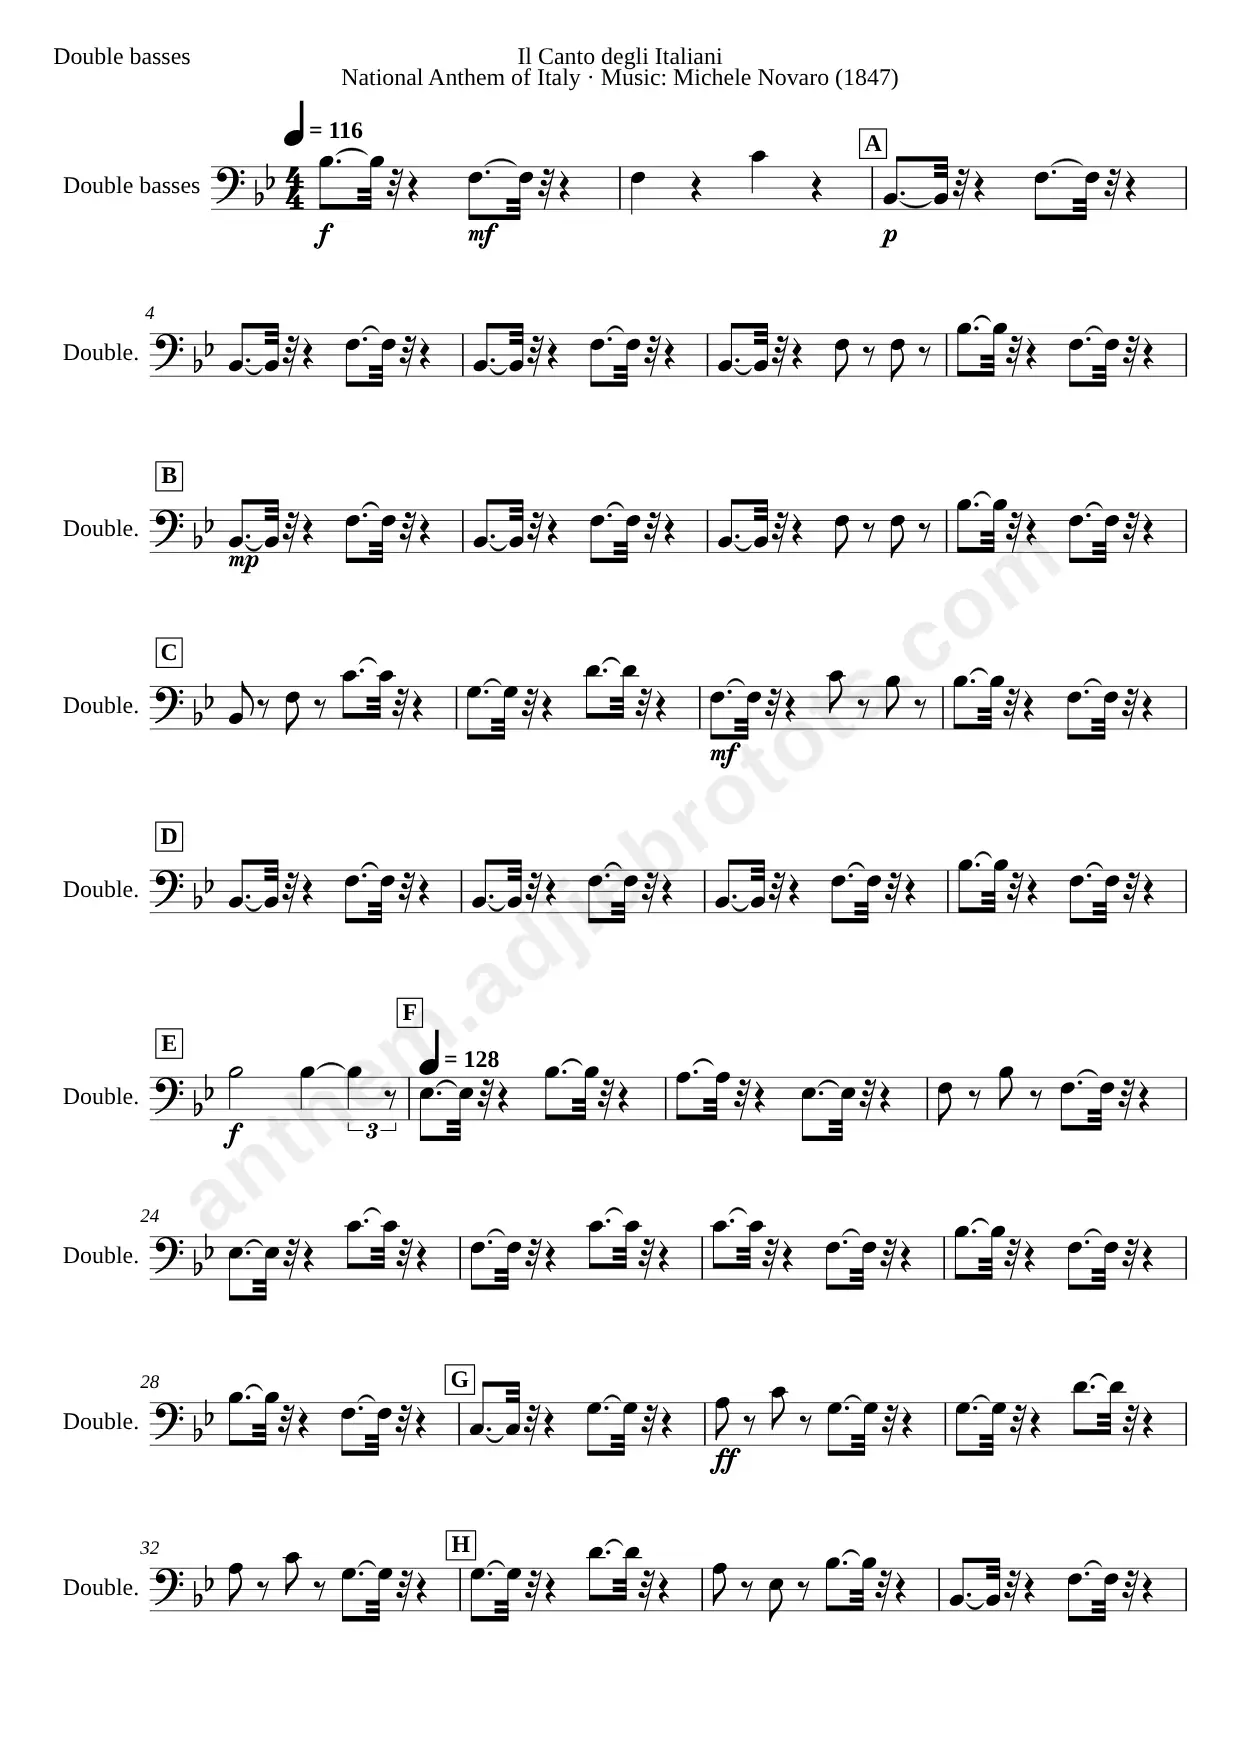 Double basses
Il Canto degli Italiani
National Anthem of Italy · Music: Michele Novaro (1847)
= 116
A
Double basses
f mf p
4
Double.
B
Double.
mp
C
Double.
mf
D
Double.
E
F
= 128
Double.
f 3
24
Double.
28
G
Double.
ff
32
H
Double.
anthem.adjiebrotots.com